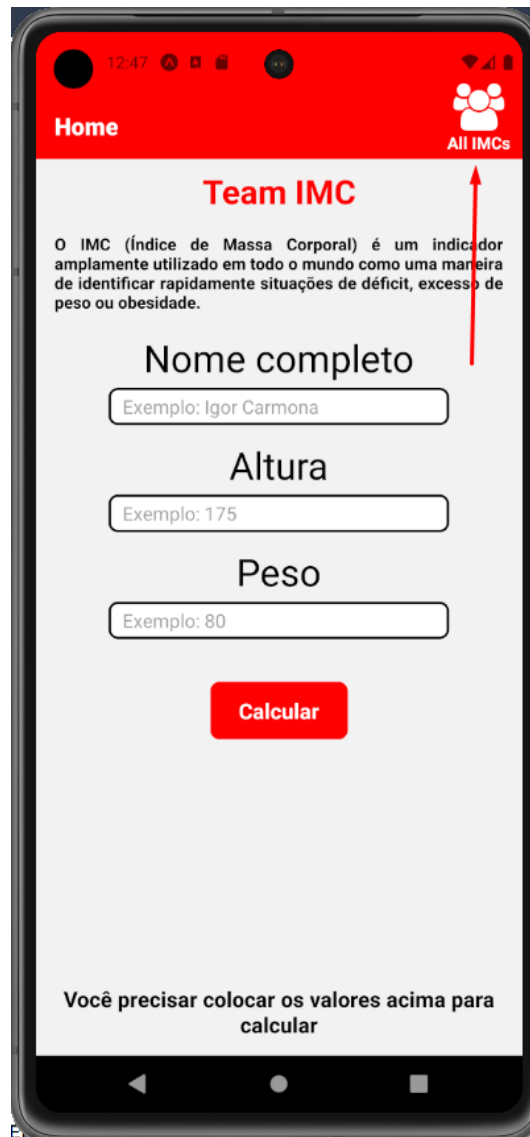 12:47
Home
All IMCs
Team IMC
O IMC (Índice de Massa Corporal) é um indicador
amplamente utilizado em todo o mundo como uma maneira
de identificar rapidamente situações de déficit, excesso de
peso ou obesidade.
Nome completo
Exemplo: Igor Carmona
Altura
Exemplo: 175
Peso
Exemplo: 80
Calcular
Você precisar colocar os valores acima para
calcular